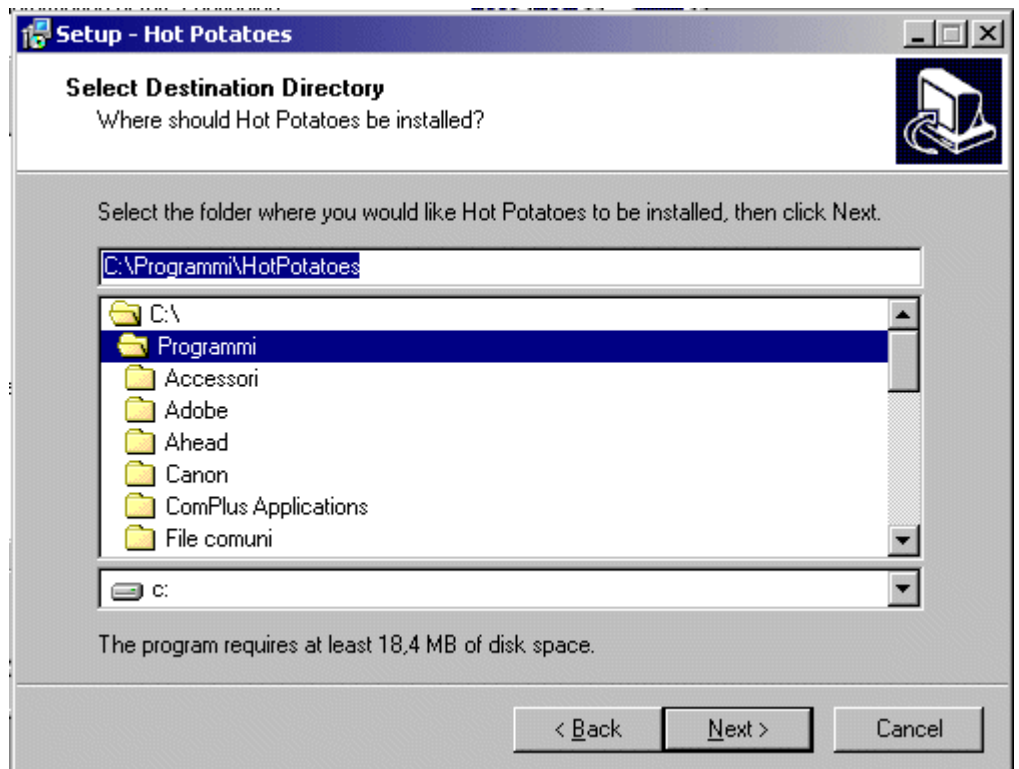 Setup - Hot Potatoes
Select Destination Directory
Where should Hot Potatoes be installed?
Select the folder where you would like Hot Potatoes to be installed, then click Next.
C:\Programmi\HotPotatoes
C:\
Programmi
Accessori
Adobe
Ahead
Canon
ComPlus Applications
File comuni
c:
The program requires at least 18,4 MB of disk space.
< Back Next > Cancel